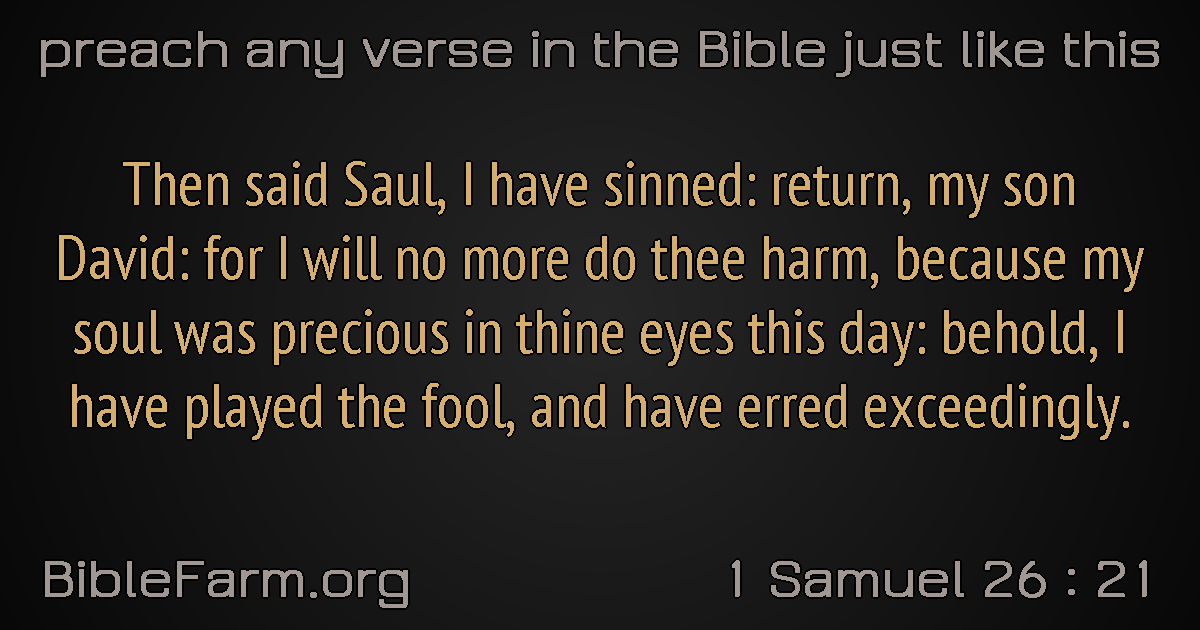 preach any verse in the Bible just like this
Then said Saul, I have sinned: return, my son
David: for I will no more do thee harm, because my
soul was precious in thine eyes this day: behold, I
have played the fool, and have erred exceedingly.
BibleFarm.org
1 Samuel 26 : 21